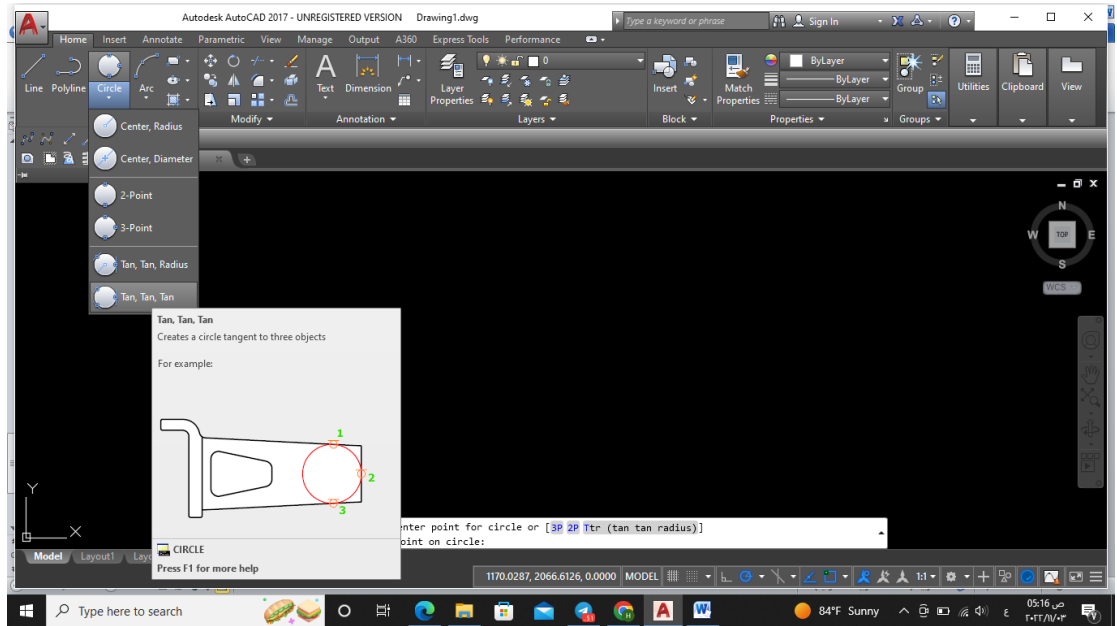 Autodesk AutoCAD 2017 - UNREGISTERED VERSION Drawing1.dwg
Type a keyword or phrase
Sign In
Home Insert Annotate Parametric View Manage Output A360 Express Tools Performance
0
ByLayer
ByLayer
ByLayer
Line Polyline Circle Arc
Text Dimension
Layer Properties
Insert
Match Properties
Group
Utilities Clipboard View
Modify Annotation Layers Block Properties Groups
Center, Radius
Center, Diameter
2-Point
3-Point
Tan, Tan, Radius
Tan, Tan, Tan
N
W TOP E
S
WCS
Tan, Tan, Tan
Creates a circle tangent to three objects
For example:
1
2
3
CIRCLE
Press F1 for more help
Y
X
enter point for circle or [3P 2P Ttr (tan tan radius)]
oint on circle:
Model Layout1 Layo
1170.0287, 2066.6126, 0.0000 MODEL
1:1
Type here to search
84°F Sunny
ع
05:16 ص
٢٠٢٢/١١/٠٣